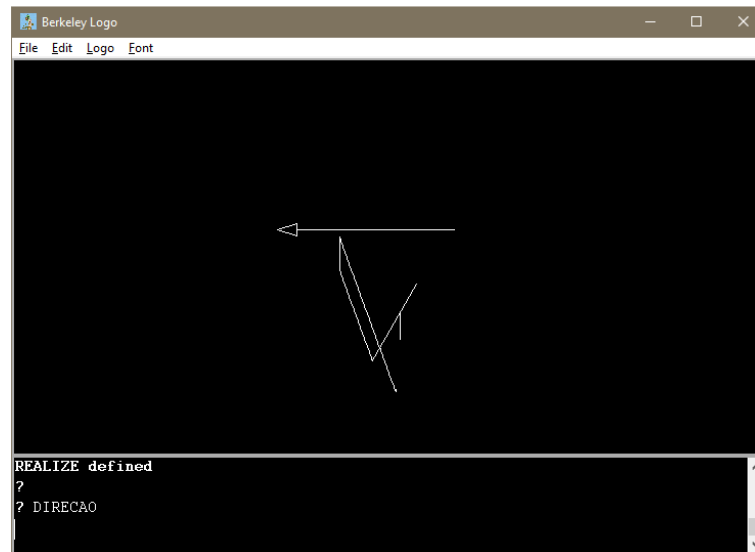 Berkeley Logo
File Edit Logo Font
REALIZE defined
?
? DIRECAO